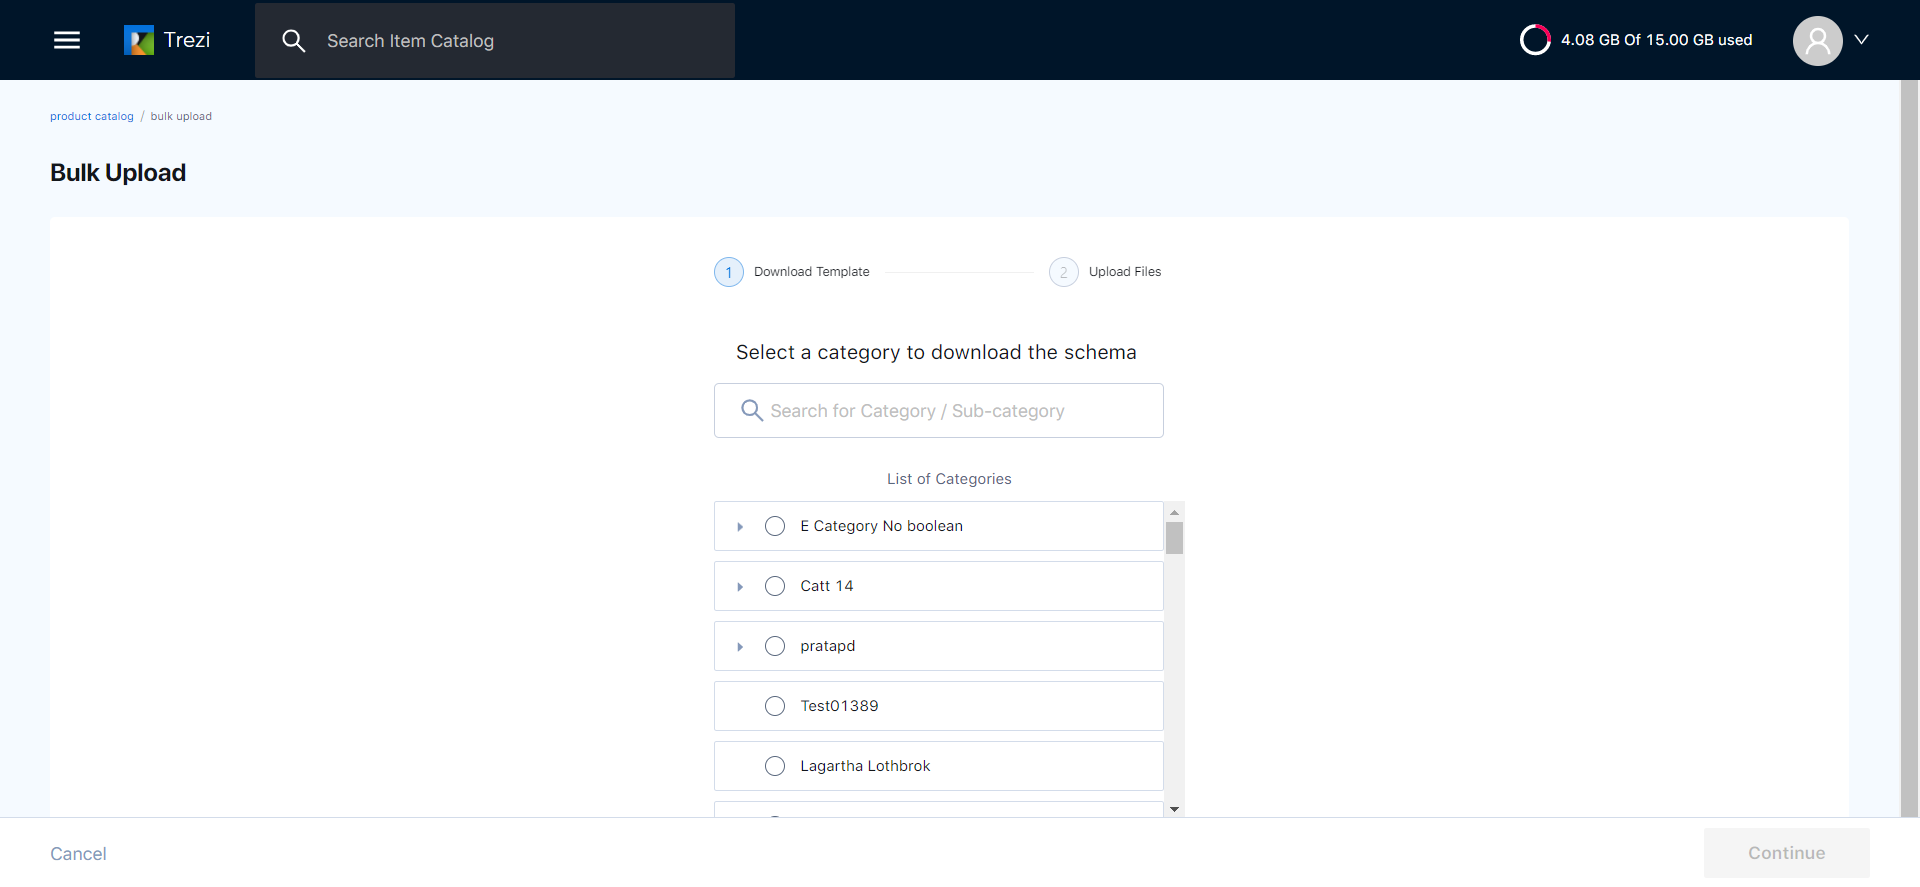 Trezi
Search Item Catalog
4.08 GB Of 15.00 GB used
product catalog / bulk upload
Bulk Upload
1 Download Template
2 Upload Files
Select a category to download the schema
Search for Category / Sub-category
List of Categories
E Category No boolean
Catt 14
pratapd
Test01389
Lagartha Lothbrok
Cancel
Continue